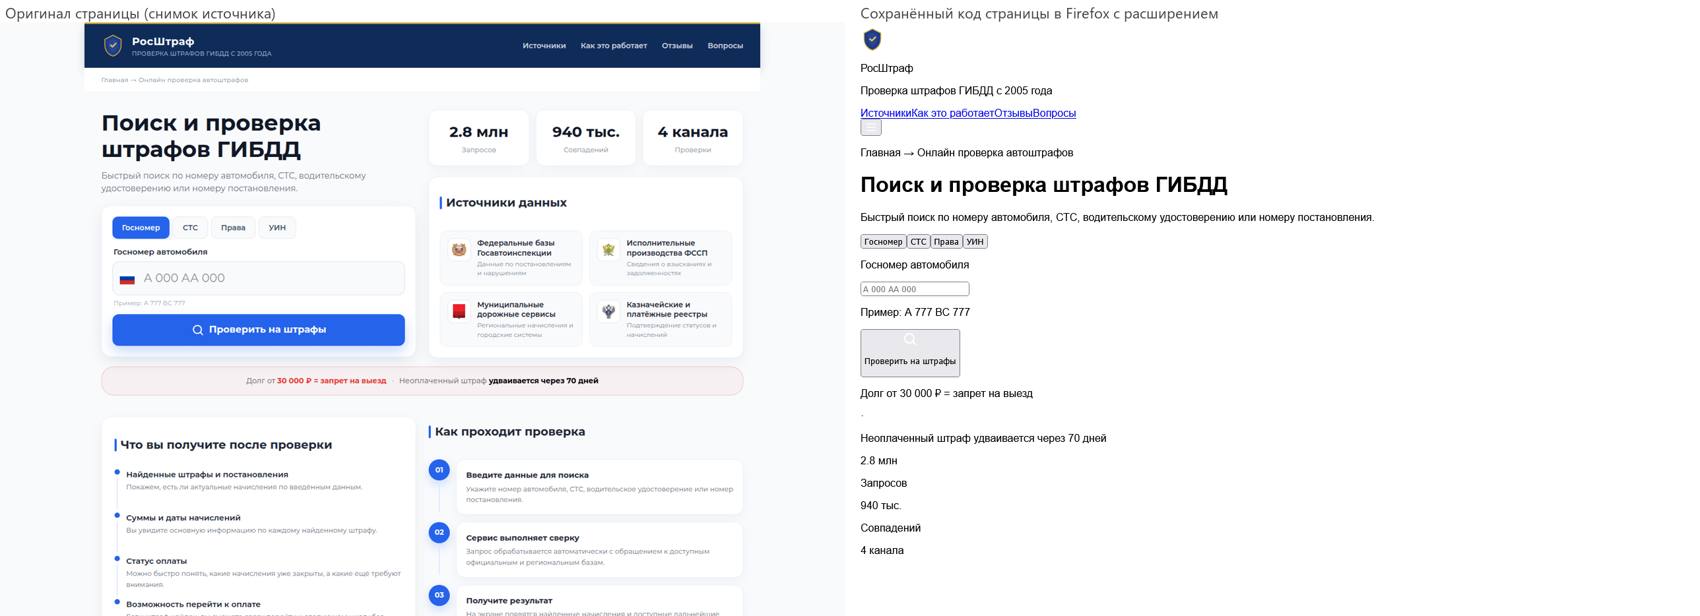 Оригинал страницы (снимок источника)
РосШтраф
ПРОВЕРКА ШТРАФОВ ГИБДД С 2005 ГОДА
Источники Как это работает Отзывы Вопросы
Главная → Онлайн проверка автоштрафов
Поиск и проверка
штрафов ГИБДД
Быстрый поиск по номеру автомобиля, СТС, водительскому
удостоверению или номеру постановления.
Госномер СТС Права УИН
Госномер автомобиля
А 000 АА 000
Пример: А 777 ВС 777
Проверить на штрафы
2.8 млн
Запросов
940 тыс.
Совпадений
4 канала
Проверки
Источники данных
Федеральные базы
Госавтоинспекции
Данные по постановлениям
и нарушениям
Исполнительные
производства ФССП
Сведения о взысканиях и
задолженностях
Муниципальные
дорожные сервисы
Региональные начисления и
городские системы
Казначейские и
платёжные реестры
Подтверждение статусов и
начислений
Долг от 30 000 ₽ = запрет на выезд · Неоплаченный штраф удваивается через 70 дней
Что вы получите после проверки
Найденные штрафы и постановления
Покажем, есть ли актуальные начисления по введённым данным.
Суммы и даты начислений
Вы увидите основную информацию по каждому найденному штрафу.
Статус оплаты
Можно быстро понять, какие начисления уже закрыты, а какие ещё требуют
внимания.
Возможность перейти к оплате
Как проходит проверка
01
Введите данные для поиска
Укажите номер автомобиля, СТС, водительское удостоверение или номер
постановления.
02
Сервис выполняет сверку
Запрос обрабатывается автоматически с обращением к доступным
официальным и региональным базам.
03
Получите результат
На экране появятся найденные начисления и доступные дальнейшие
Сохранённый код страницы в Firefox с расширением
РосШтраф
Проверка штрафов ГИБДД с 2005 года
ИсточникиКак это работаетОтзывыВопросы
Главная → Онлайн проверка автоштрафов
Поиск и проверка штрафов ГИБДД
Быстрый поиск по номеру автомобиля, СТС, водительскому удостоверению или номеру постановления.
Госномер СТС Права УИН
Госномер автомобиля
А 000 АА 000
Пример: А 777 ВС 777
Проверить на штрафы
Долг от 30 000 ₽ = запрет на выезд
·
Неоплаченный штраф удваивается через 70 дней
2.8 млн
Запросов
940 тыс.
Совпадений
4 канала